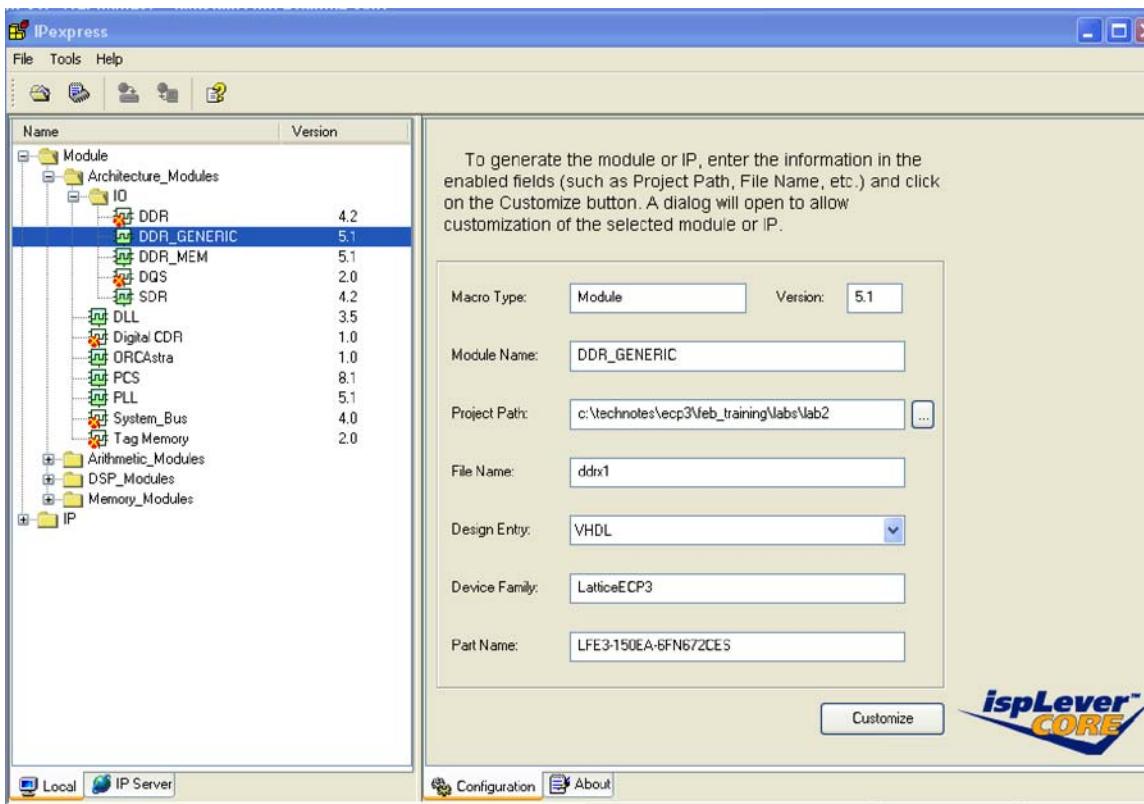 IPexpress
File Tools Help
Name Version
Module
Architecture_Modules
IO
DDR 4.2
DDR_GENERIC 5.1
DDR_MEM 5.1
DQS 2.0
SDR 4.2
DLL 3.5
Digital CDR 1.0
ORCAstra 1.0
PCS 8.1
PLL 5.1
System_Bus 4.0
Tag Memory 2.0
Arithmetic_Modules
DSP_Modules
Memory_Modules
IP
Local IP Server
To generate the module or IP, enter the information in the
enabled fields (such as Project Path, File Name, etc.) and click
on the Customize button. A dialog will open to allow
customization of the selected module or IP.
Macro Type: Module Version: 5.1
Module Name: DDR_GENERIC
Project Path: c:\technotes\ecp3\feb_training\labs\lab2 ...
File Name: ddrx1
Design Entry: VHDL
Device Family: LatticeECP3
Part Name: LFE3-150EA-6FN672CES
Customize
ispLever™
CORE
Configuration About